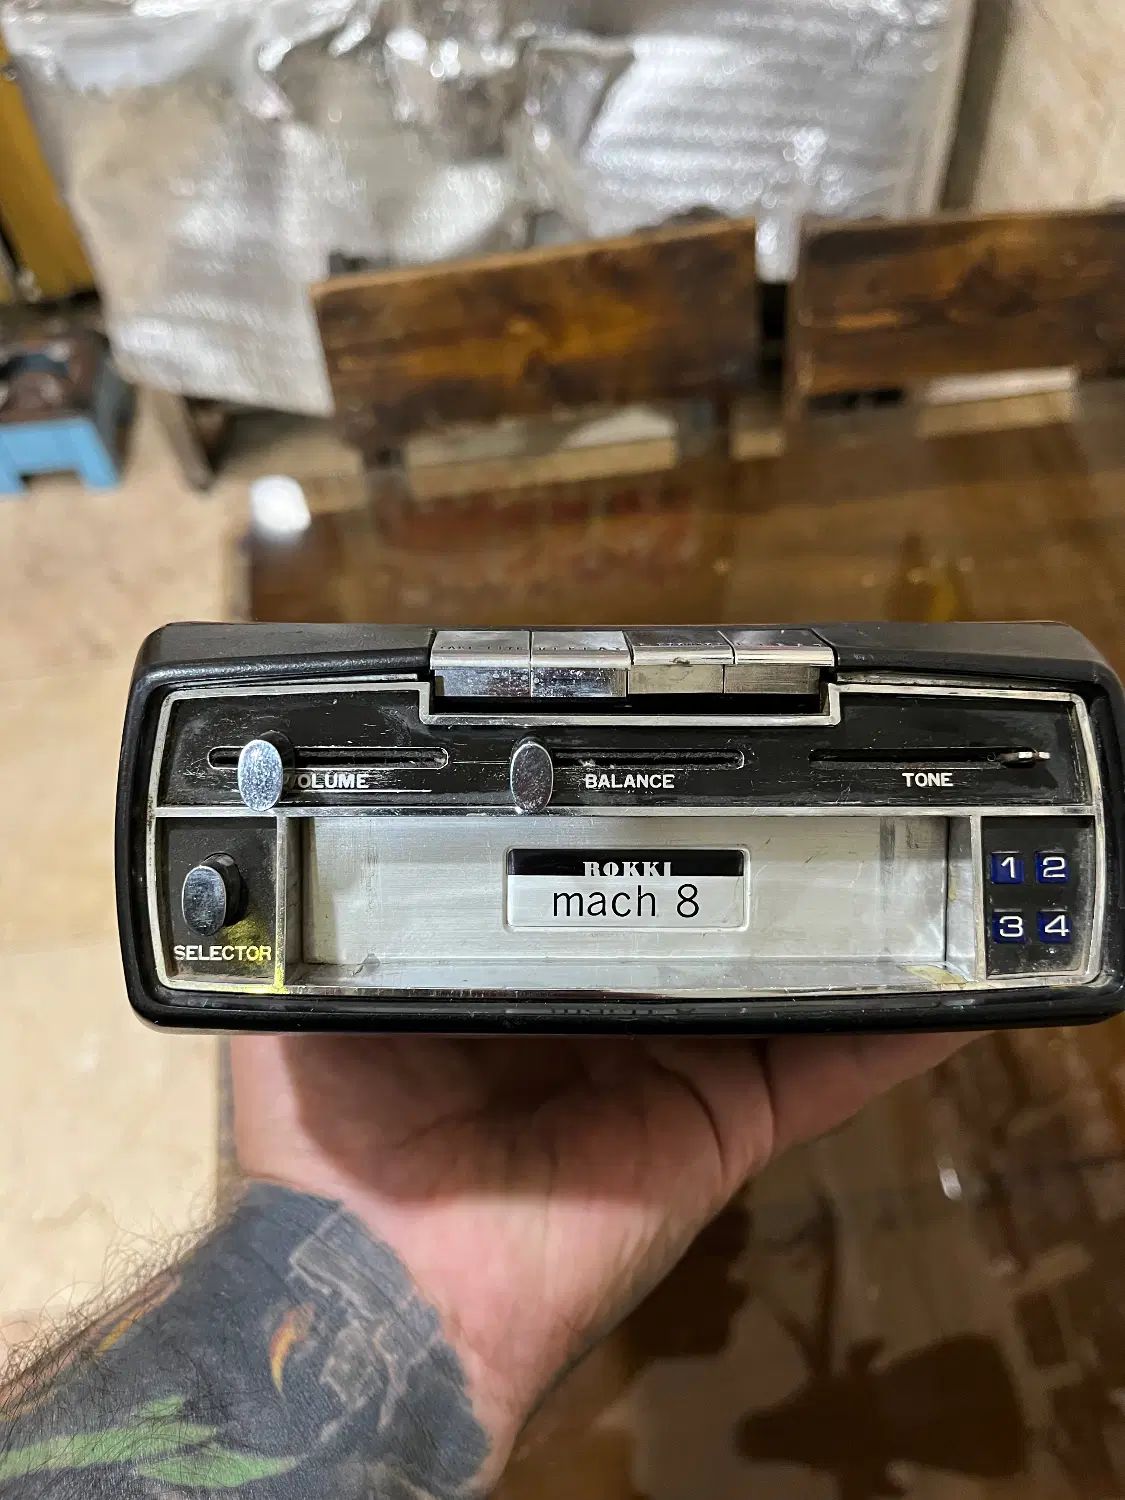 VOLUME
BALANCE
TONE
ROKKI
mach 8
SELECTOR
1 2
3 4